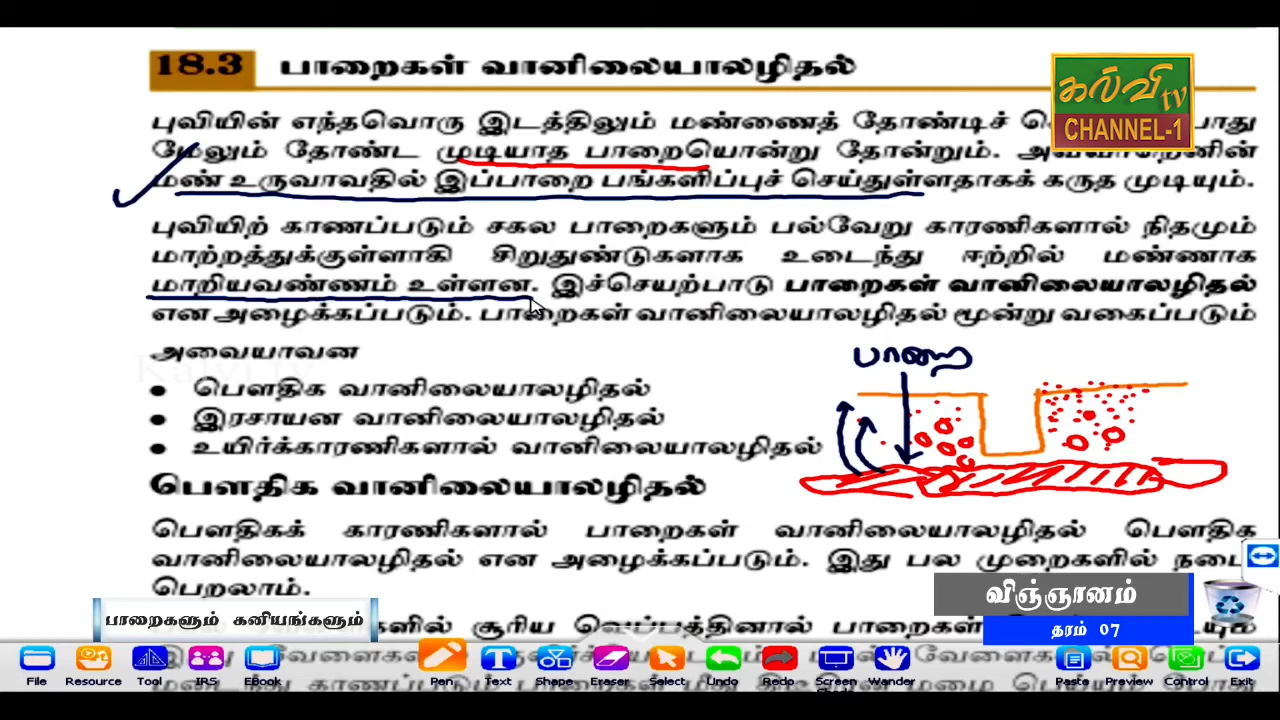 18.3 பாறைகள் வானிலையாலழிதல்
கல்வி tv
CHANNEL-1
புவியின் எந்தவொரு இடத்திலும் மண்ணைத் தோண்டிச்
மேலும் தோண்ட முடியாத பாறையொன்று தோன்றும்.
மண் உருவாவதில் இப்பாறை பங்களிப்புச் செய்துள்ளதாகக் கருத முடியும்.
புவியிற் காணப்படும் சகல பாறைகளும் பல்வேறு காரணிகளால் நிதமும்
மாற்றத்துக்குள்ளாகி சிறுதுண்டுகளாக உடைந்து ஈற்றில் மண்ணாக
மாறியவண்ணம் உள்ளன. இச்செயற்பாடு பாறைகள் வானிலையாலழிதல்
என அழைக்கப்படும். பாறைகள் வானிலையாலழிதல் மூன்று வகைப்படும்
அவையாவன
Kalvi tv
பாறை
• பௌதிக வானிலையாலழிதல்
• இரசாயன வானிலையாலழிதல்
• உயிர்க்காரணிகளால் வானிலையாலழிதல்
பௌதிக வானிலையாலழிதல்
பௌதிகக் காரணிகளால் பாறைகள் வானிலையாலழிதல் பௌதிக
வானிலையாலழிதல் என அழைக்கப்படும். இது பல முறைகளில்
பெறலாம்.
விஞ்ஞானம்
தரம் 07
பாறைகளும் கனியங்களும்
சூரிய வெப்பத்தினால்
File Resource Tool IRS EBook Pen Text Shape Eraser Select Undo Redo Screen Wander Paste Preview Control Exit